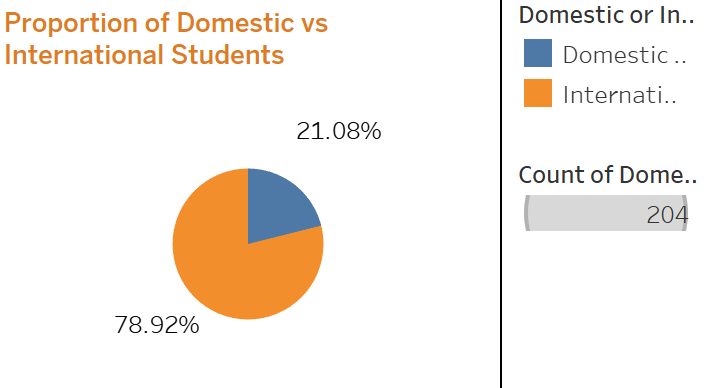 Proportion of Domestic vs
International Students
21.08%
78.92%
Domestic or In..
Domestic ..
Internati..
Count of Dome..
204